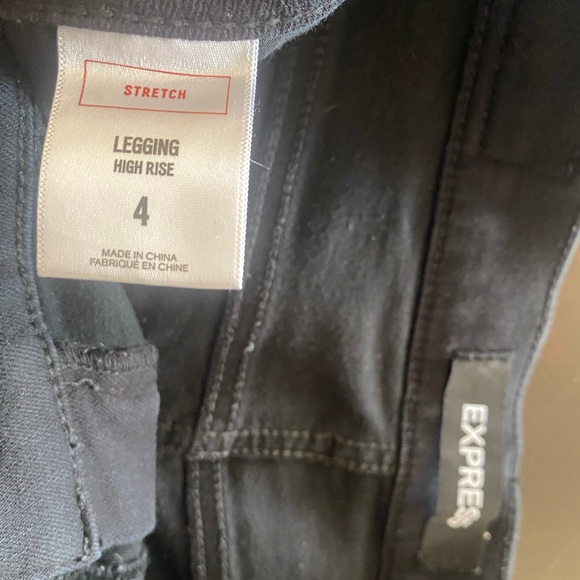 STRETCH
LEGGING
HIGH RISE
4
MADE IN CHINA
FABRIQUÉ EN CHINE
EXPRESS